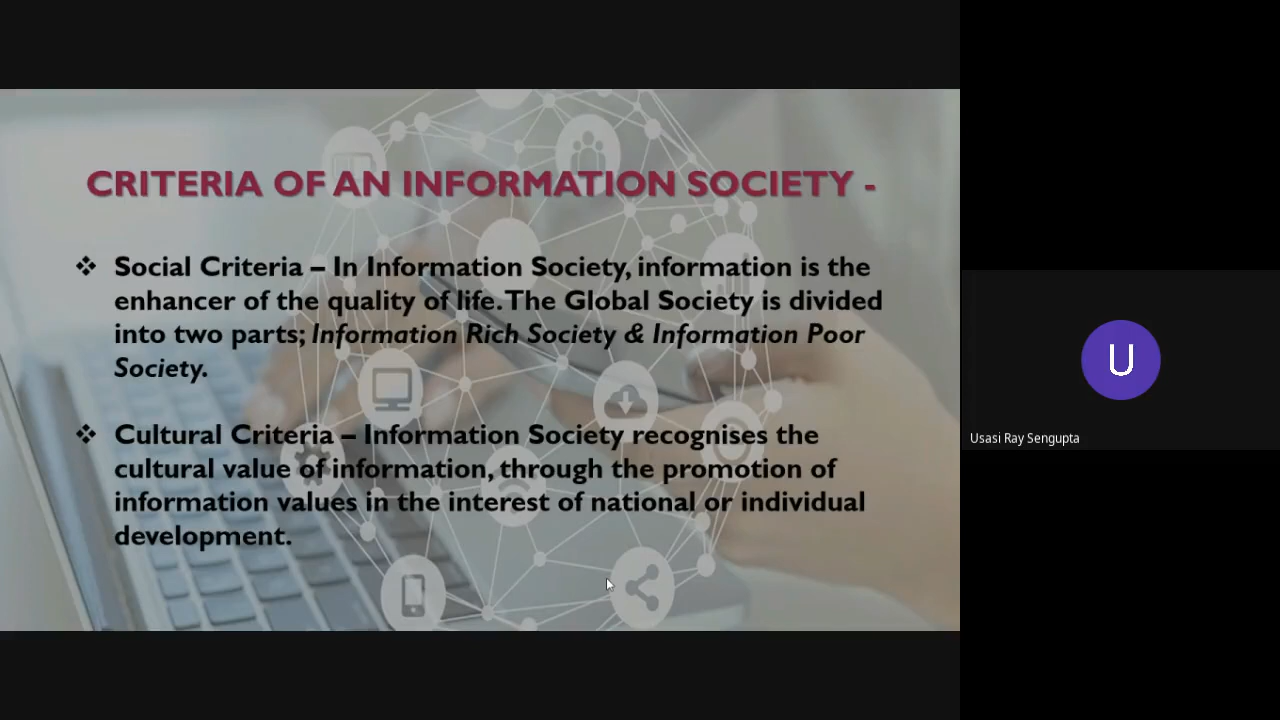 CRITERIA OF AN INFORMATION SOCIETY -
❖ Social Criteria – In Information Society, information is the
enhancer of the quality of life. The Global Society is divided
into two parts; Information Rich Society & Information Poor
Society.
❖ Cultural Criteria – Information Society recognises the
cultural value of information, through the promotion of
information values in the interest of national or individual
development.
U
Usasi Ray Sengupta